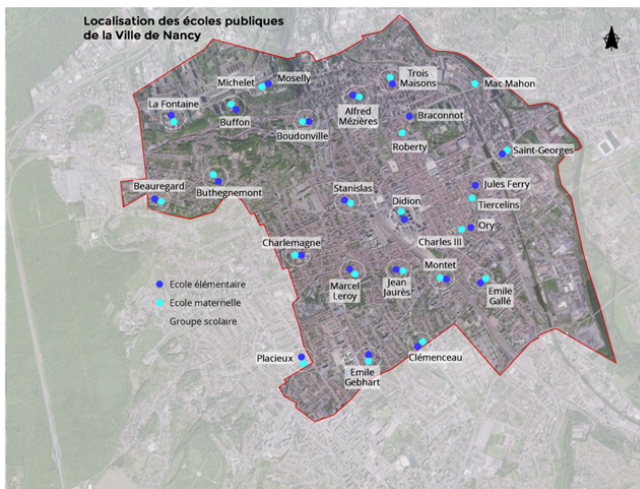 Localisation des écoles publiques
de la Ville de Nancy
Michelet
Moselly
Trois
Maisons
Mac Mahon
La Fontaine
Buffon
Boudonville
Alfred
Mézières
Braconnot
Roberty
Saint-Georges
Beauregard
Buthegnemont
Stanislas
Didion
Jules Ferry
Tiercelins
Charles III
Ory
Charlemagne
Marcel
Leroy
Jean
Jaurès
Montet
Emile
Gallé
Ecole élémentaire
Ecole maternelle
Groupe scolaire
Placieux
Emile
Gebhart
Clémenceau